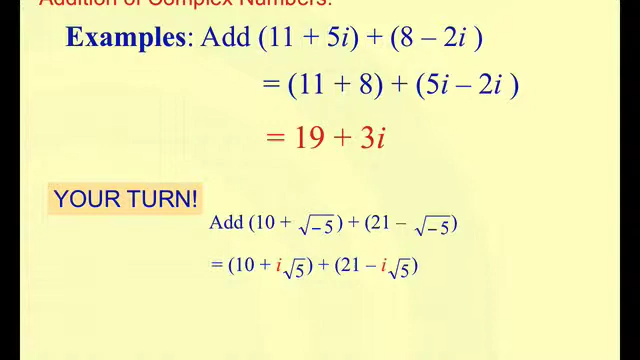 Addition of Complex Numbers:
Examples: Add (11 + 5i) + (8 – 2i )
= (11 + 8) + (5i – 2i )
= 19 + 3i
YOUR TURN!
Add (10 + √–5 ) + (21 – √–5 )
= (10 + i√5 ) + (21 – i√5 )